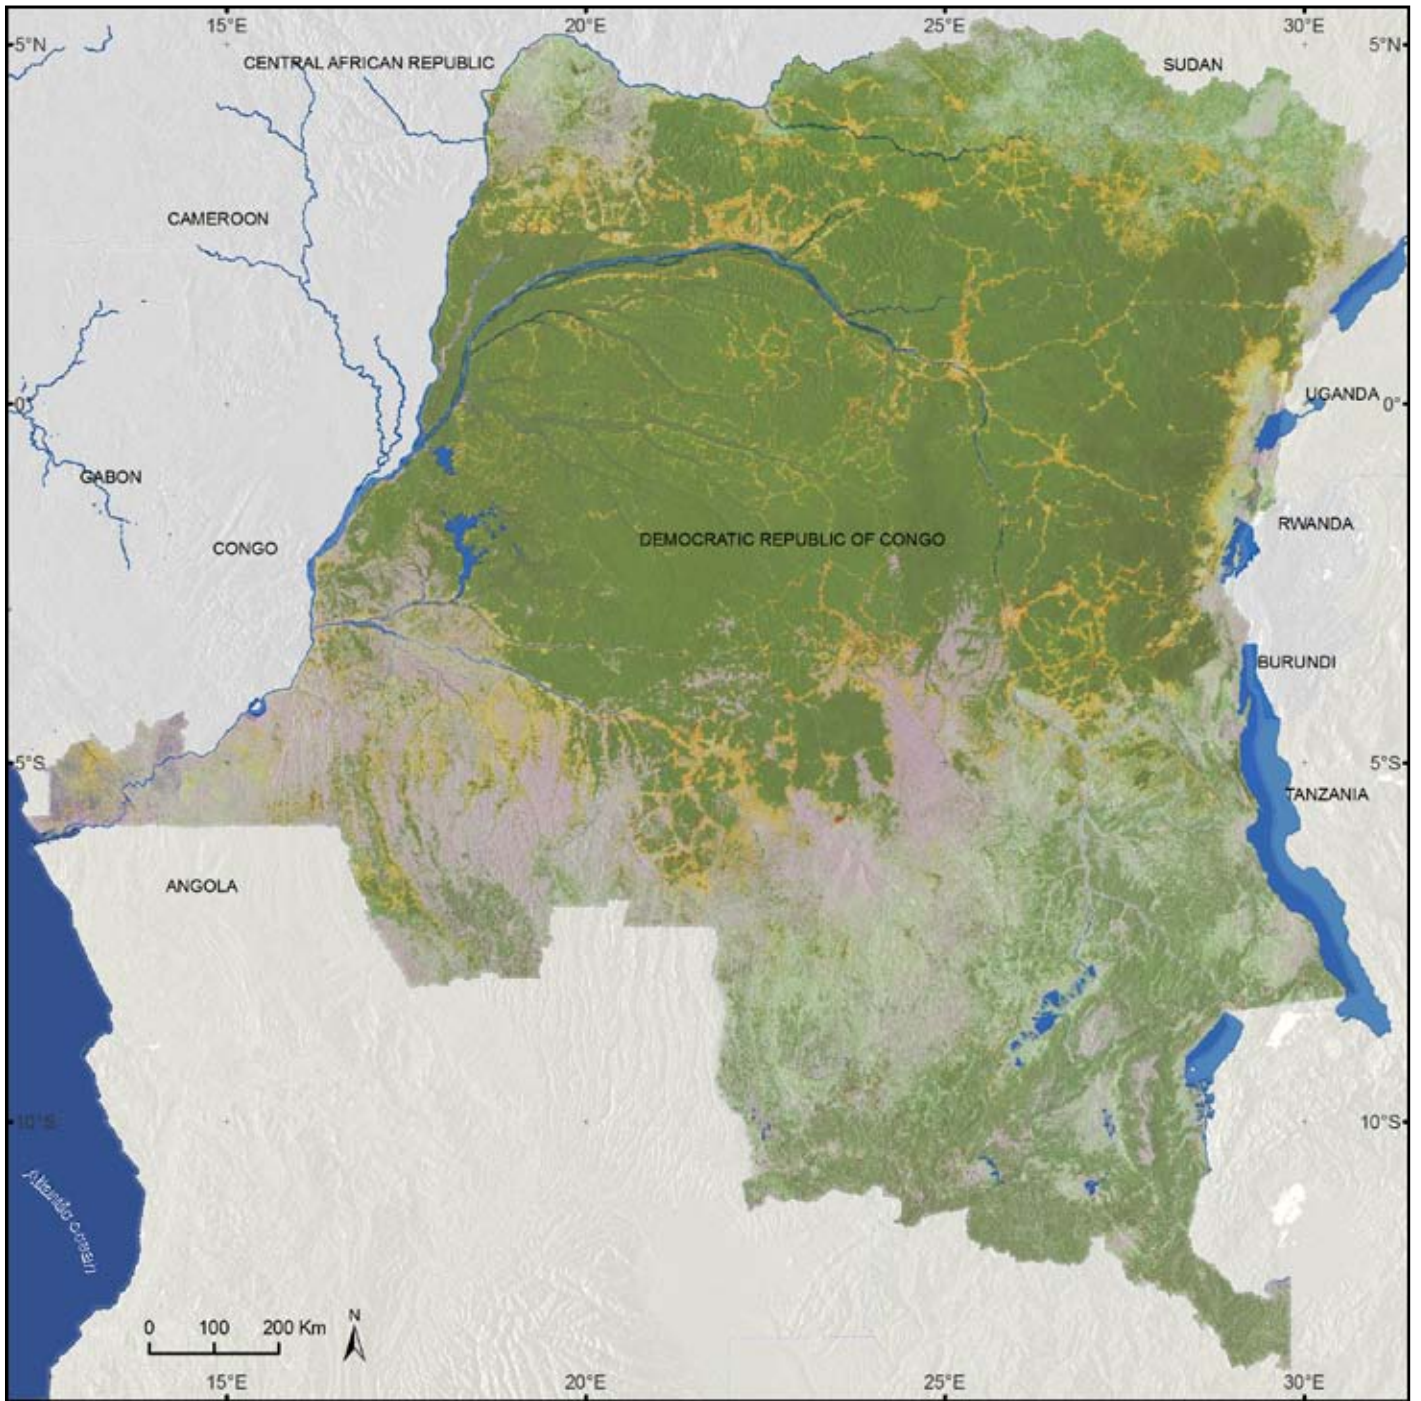 15°E
20°E
25°E
30°E
5°N
5°N
CENTRAL AFRICAN REPUBLIC
SUDAN
CAMEROON
UGANDA
0°
0°
GABON
RWANDA
CONGO
DEMOCRATIC REPUBLIC OF CONGO
BURUNDI
5°S
5°S
TANZANIA
ANGOLA
10°S
10°S
Atlantic ocean
N
0 100 200 Km
15°E
20°E
25°E
30°E